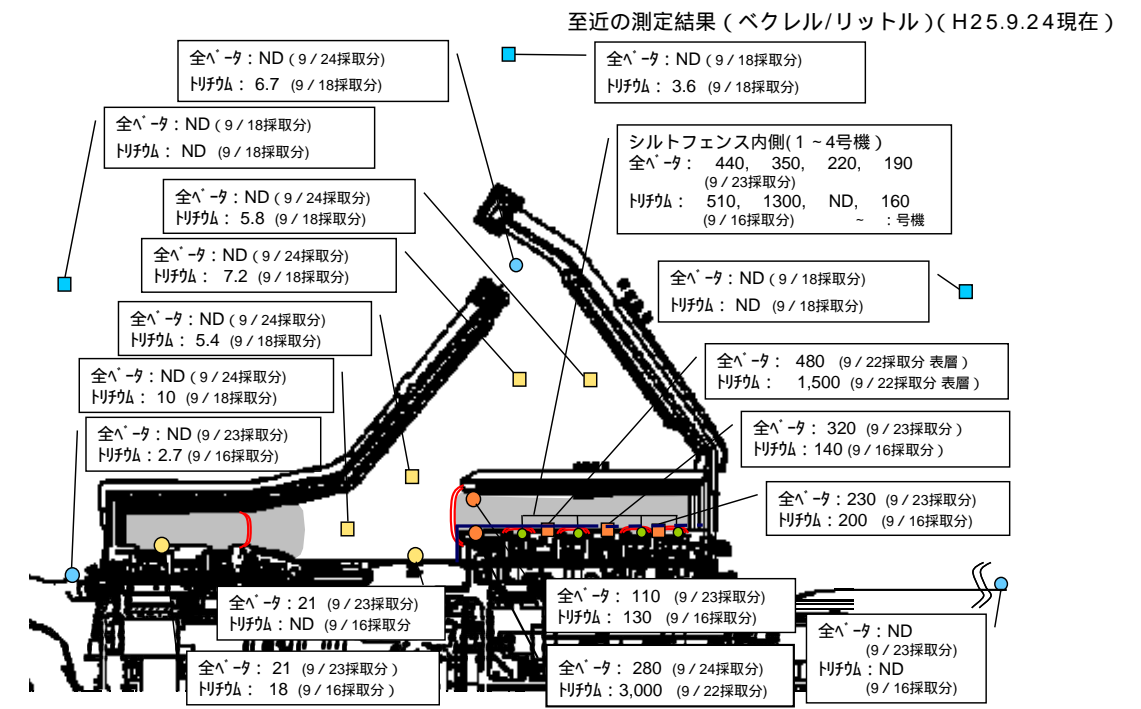 至近の測定結果(ベクレル/リットル)(H25.9.24現在)
全ベータ:ND(9/24採取分)
トリチウム: 6.7 (9/18採取分)
全ベータ:ND(9/18採取分)
トリチウム: 3.6 (9/18採取分)
全ベータ:ND(9/18採取分)
トリチウム: ND (9/18採取分)
シルトフェンス内側(1~4号機)
全ベータ: 440, 350, 220, 190
(9/23採取分)
トリチウム: 510, 1300, ND, 160
(9/16採取分) ~ :号機
全ベータ:ND(9/24採取分)
トリチウム: 5.8 (9/18採取分)
全ベータ:ND(9/24採取分)
トリチウム: 7.2 (9/18採取分)
全ベータ:ND(9/18採取分)
トリチウム: ND (9/18採取分)
全ベータ:ND(9/24採取分)
トリチウム: 5.4 (9/18採取分)
全ベータ: 480 (9/22採取分 表層)
トリチウム: 1,500 (9/22採取分 表層)
全ベータ:ND(9/24採取分)
トリチウム: 10 (9/18採取分)
全ベータ: 320 (9/23採取分)
トリチウム:140(9/16採取分)
全ベータ:ND (9/23採取分)
トリチウム:2.7 (9/16採取分)
全ベータ:230 (9/23採取分)
トリチウム:200 (9/16採取分)
全ベータ:21 (9/23採取分)
トリチウム:ND (9/16採取分
全ベータ: 110 (9/23採取分)
トリチウム: 130 (9/16採取分)
全ベータ:ND
(9/23採取分)
トリチウム:ND
(9/16採取分)
全ベータ: 21 (9/23採取分)
トリチウム: 18 (9/16採取分)
全ベータ: 280 (9/24採取分)
トリチウム:3,000 (9/22採取分)